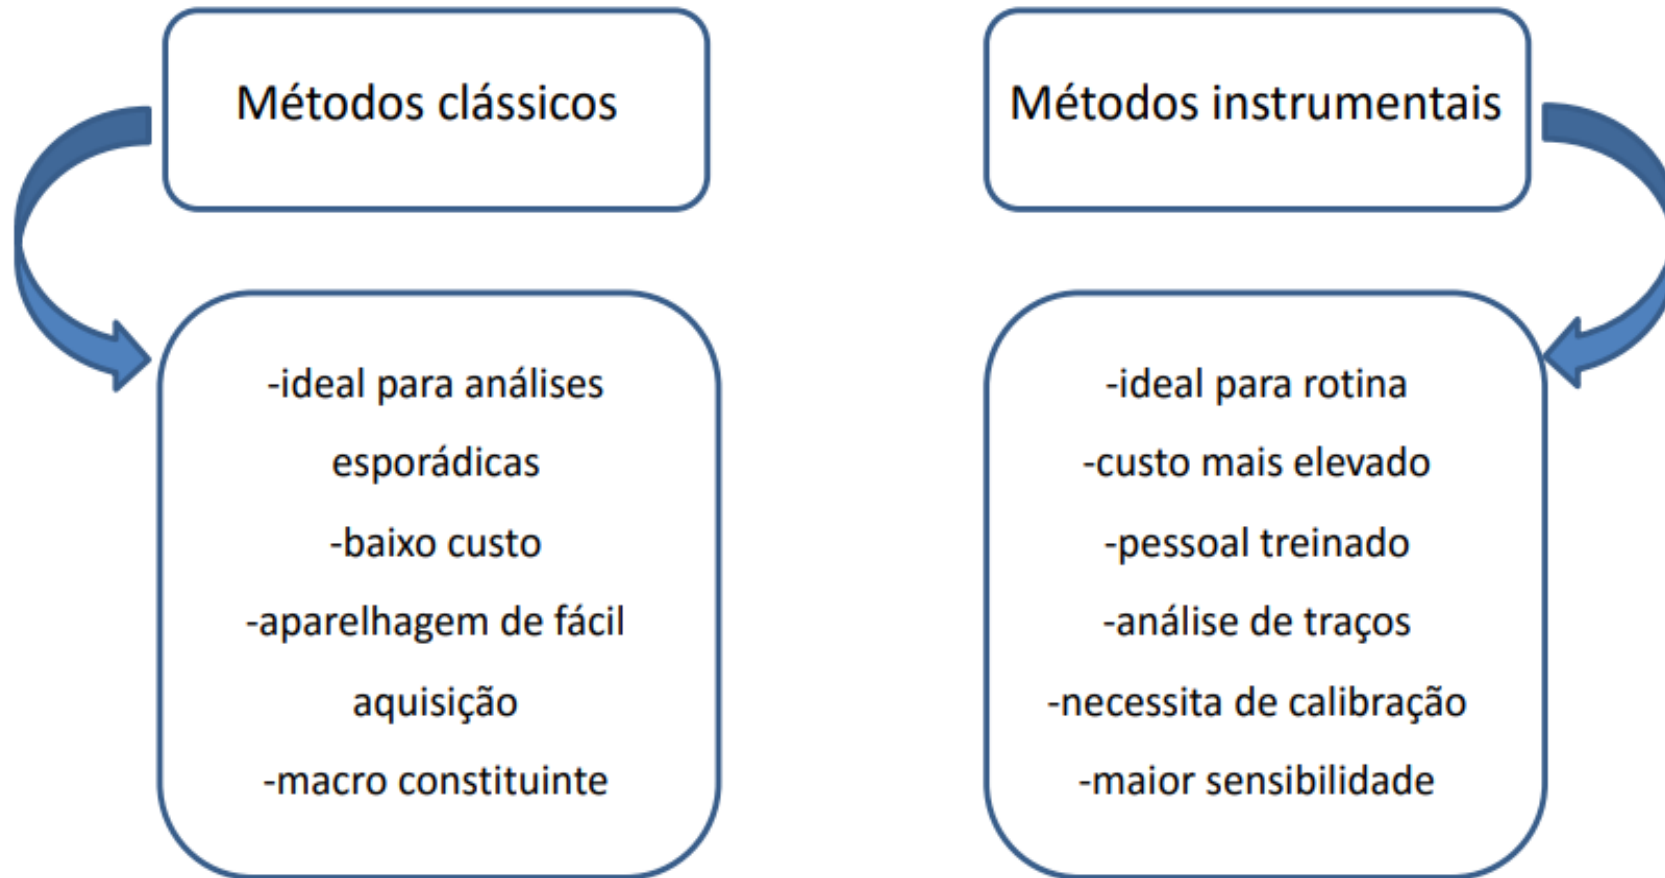 Métodos clássicos
-ideal para análises
esporádicas
-baixo custo
-aparelhagem de fácil
aquisição
-macro constituinte
Métodos instrumentais
-ideal para rotina
-custo mais elevado
-pessoal treinado
-análise de traços
-necessita de calibração
-maior sensibilidade